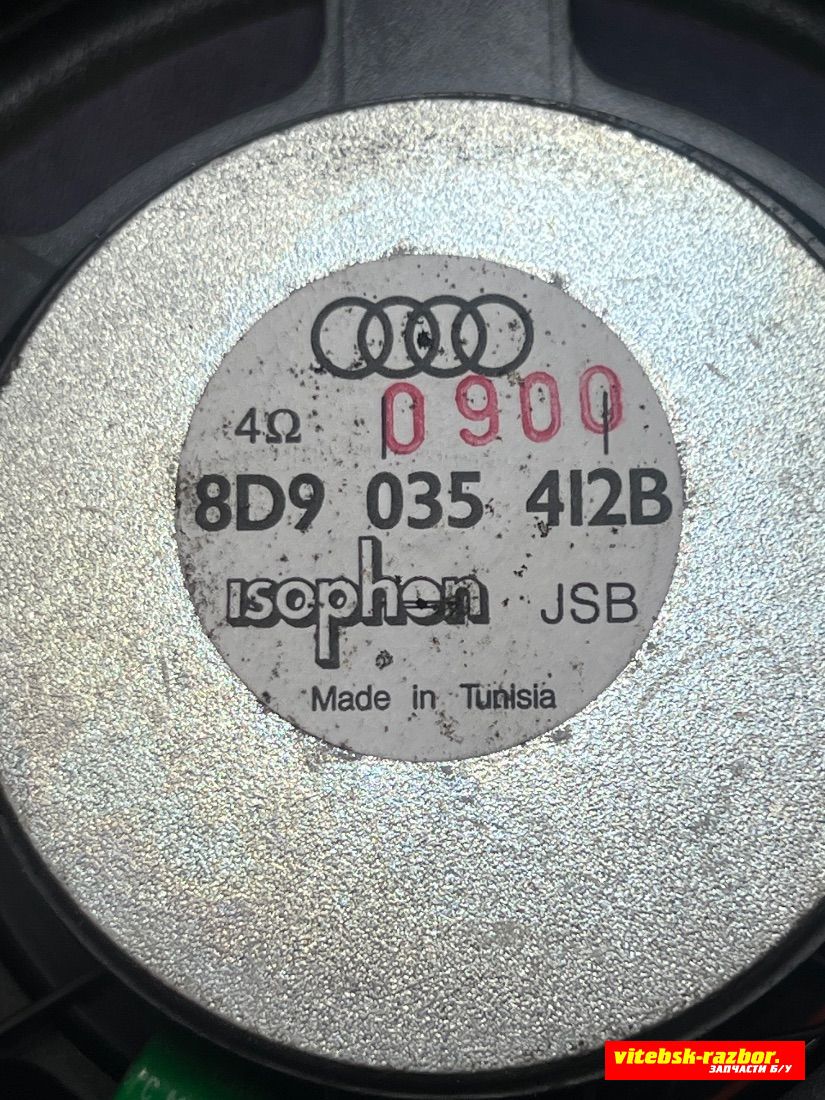 0900
4Ω
8D9 035 412B
ISophon JSB
Made in Tunisia
vitebsk-razbor.
ЗАПЧАСТИ Б/У